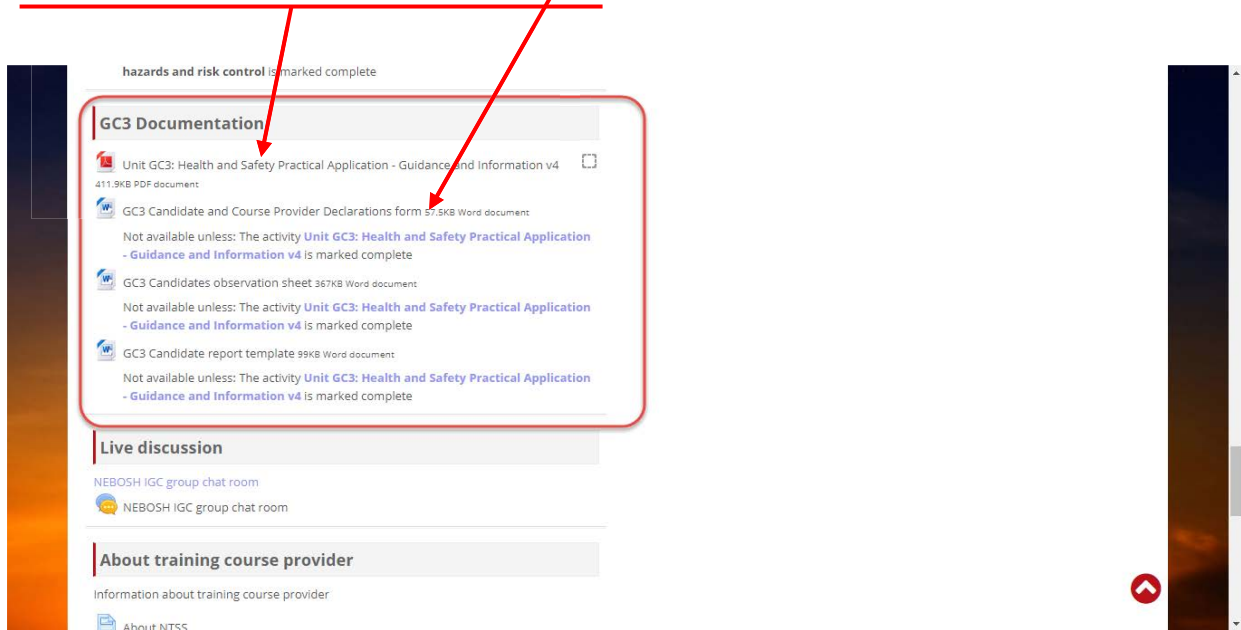 hazards and risk control is marked complete
GC3 Documentation
Unit GC3: Health and Safety Practical Application - Guidance and Information v4
411.9KB PDF document
GC3 Candidate and Course Provider Declarations form 57.5KB Word document
Not available unless: The activity Unit GC3: Health and Safety Practical Application
- Guidance and Information v4 is marked complete
GC3 Candidates observation sheet 367KB Word document
Not available unless: The activity Unit GC3: Health and Safety Practical Application
- Guidance and Information v4 is marked complete
GC3 Candidate report template 99KB Word document
Not available unless: The activity Unit GC3: Health and Safety Practical Application
- Guidance and Information v4 is marked complete
Live discussion
NEBOSH IGC group chat room
NEBOSH IGC group chat room
About training course provider
Information about training course provider
About NTSS